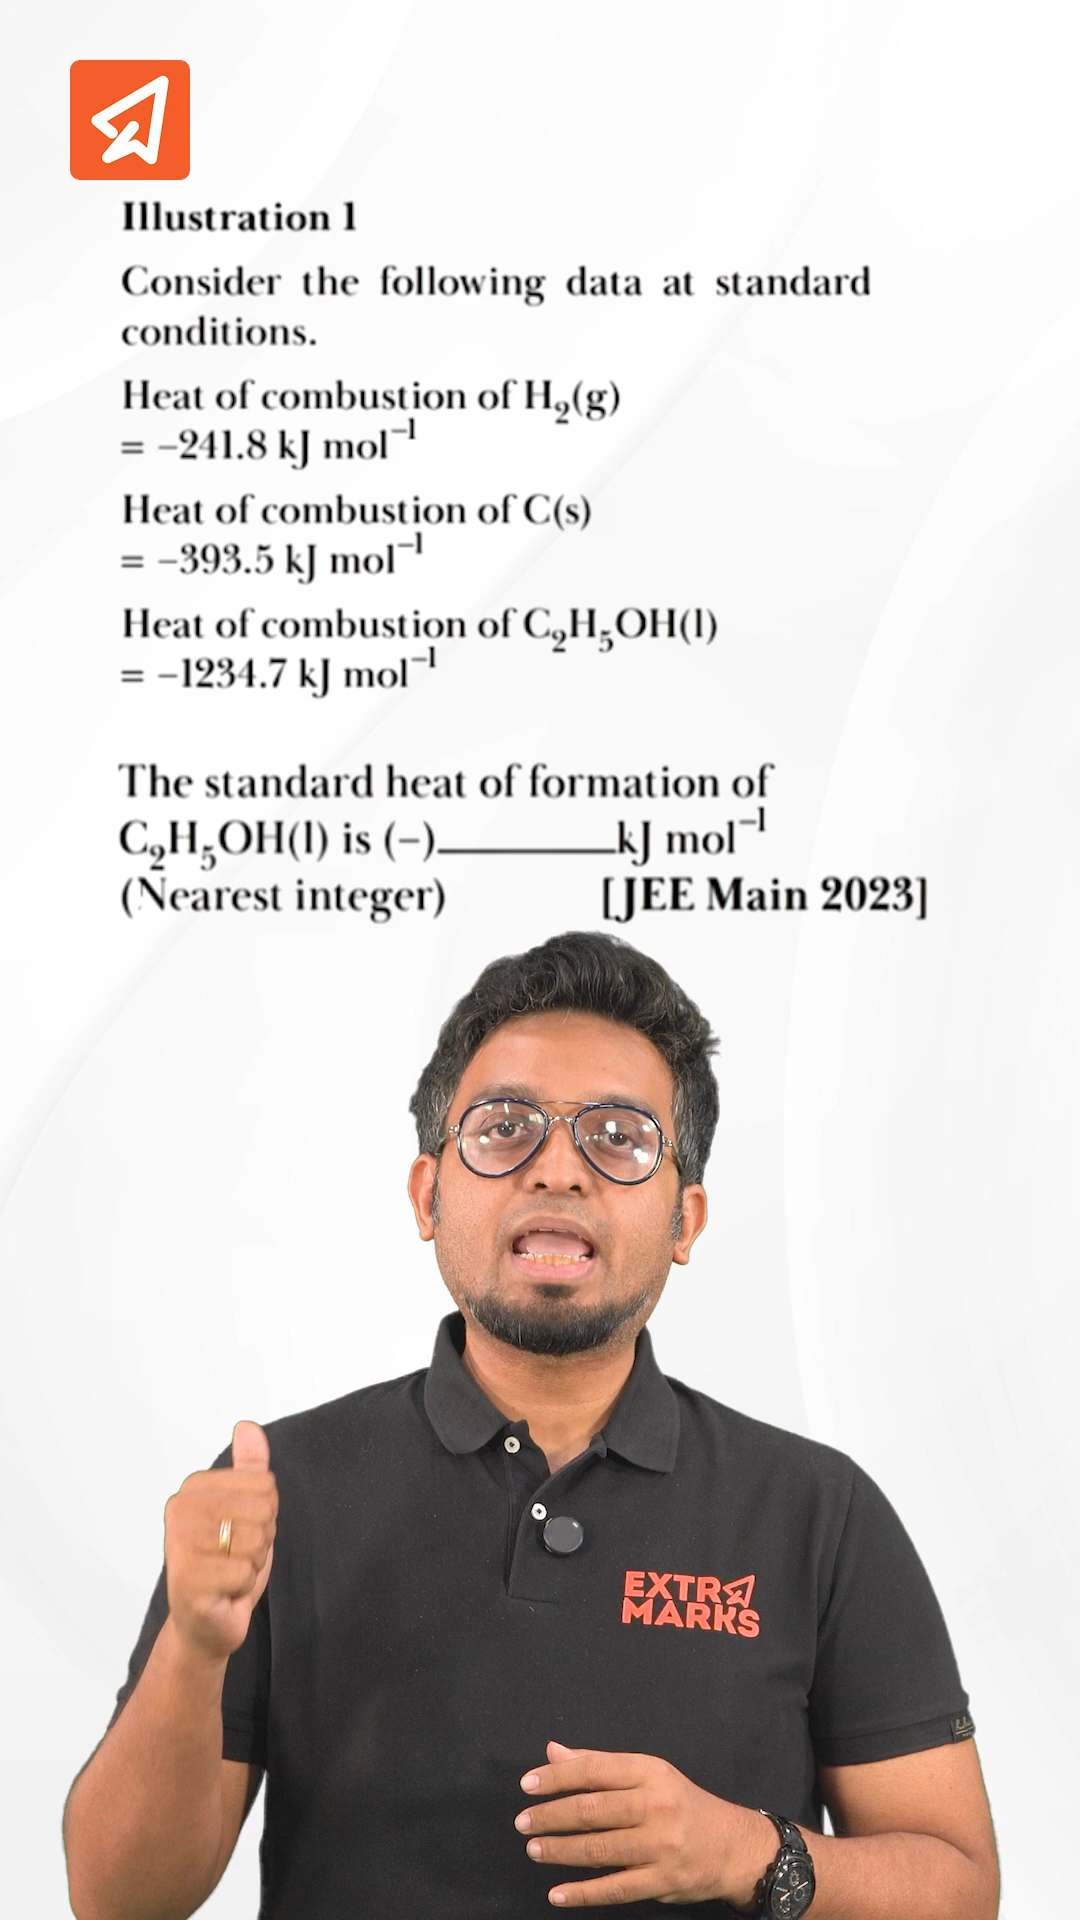 Illustration 1
Consider the following data at standard
conditions.
Heat of combustion of H₂(g)
= −241.8 kJ mol⁻¹
Heat of combustion of C(s)
= −393.5 kJ mol⁻¹
Heat of combustion of C₂H₅OH(l)
= −1234.7 kJ mol⁻¹
The standard heat of formation of
C₂H₅OH(l) is (−)________kJ mol⁻¹
(Nearest integer) [JEE Main 2023]
EXTRA
MARKS